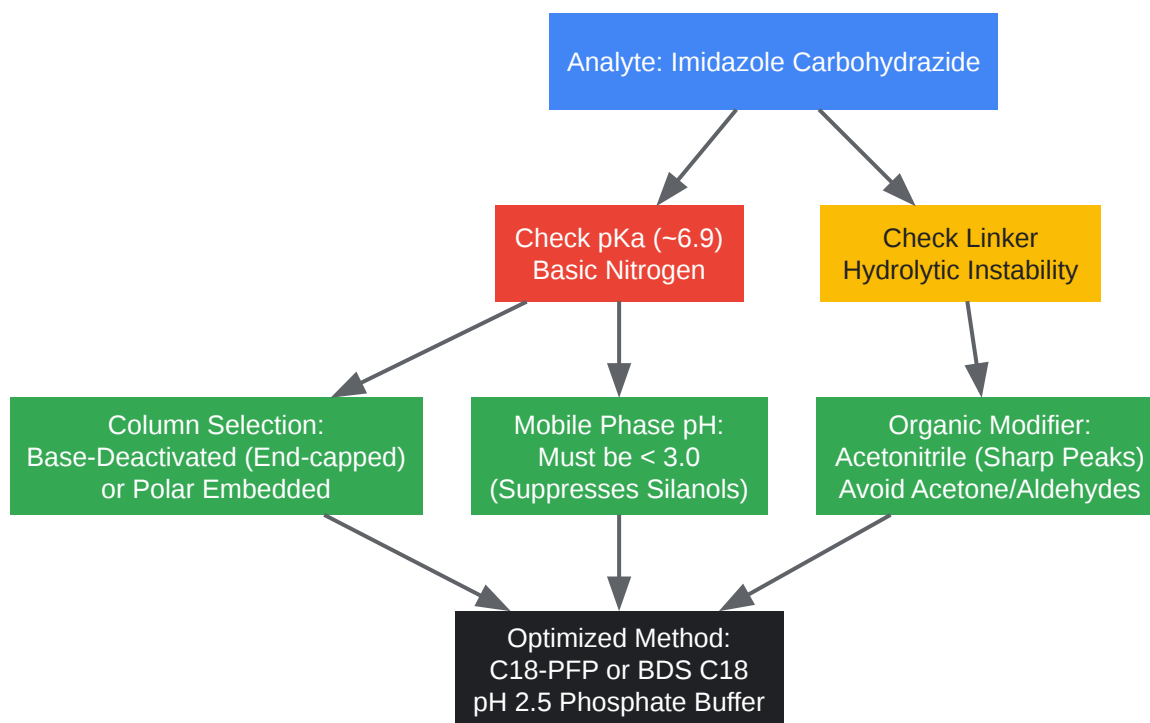 Analyte: Imidazole Carbohydrazide
Check pKa (~6.9)
Basic Nitrogen
Check Linker
Hydrolytic Instability
Column Selection:
Base-Deactivated (End-capped)
or Polar Embedded
Mobile Phase pH:
Must be < 3.0
(Suppresses Silanols)
Organic Modifier:
Acetonitrile (Sharp Peaks)
Avoid Acetone/Aldehydes
Optimized Method:
C18-PFP or BDS C18
pH 2.5 Phosphate Buffer